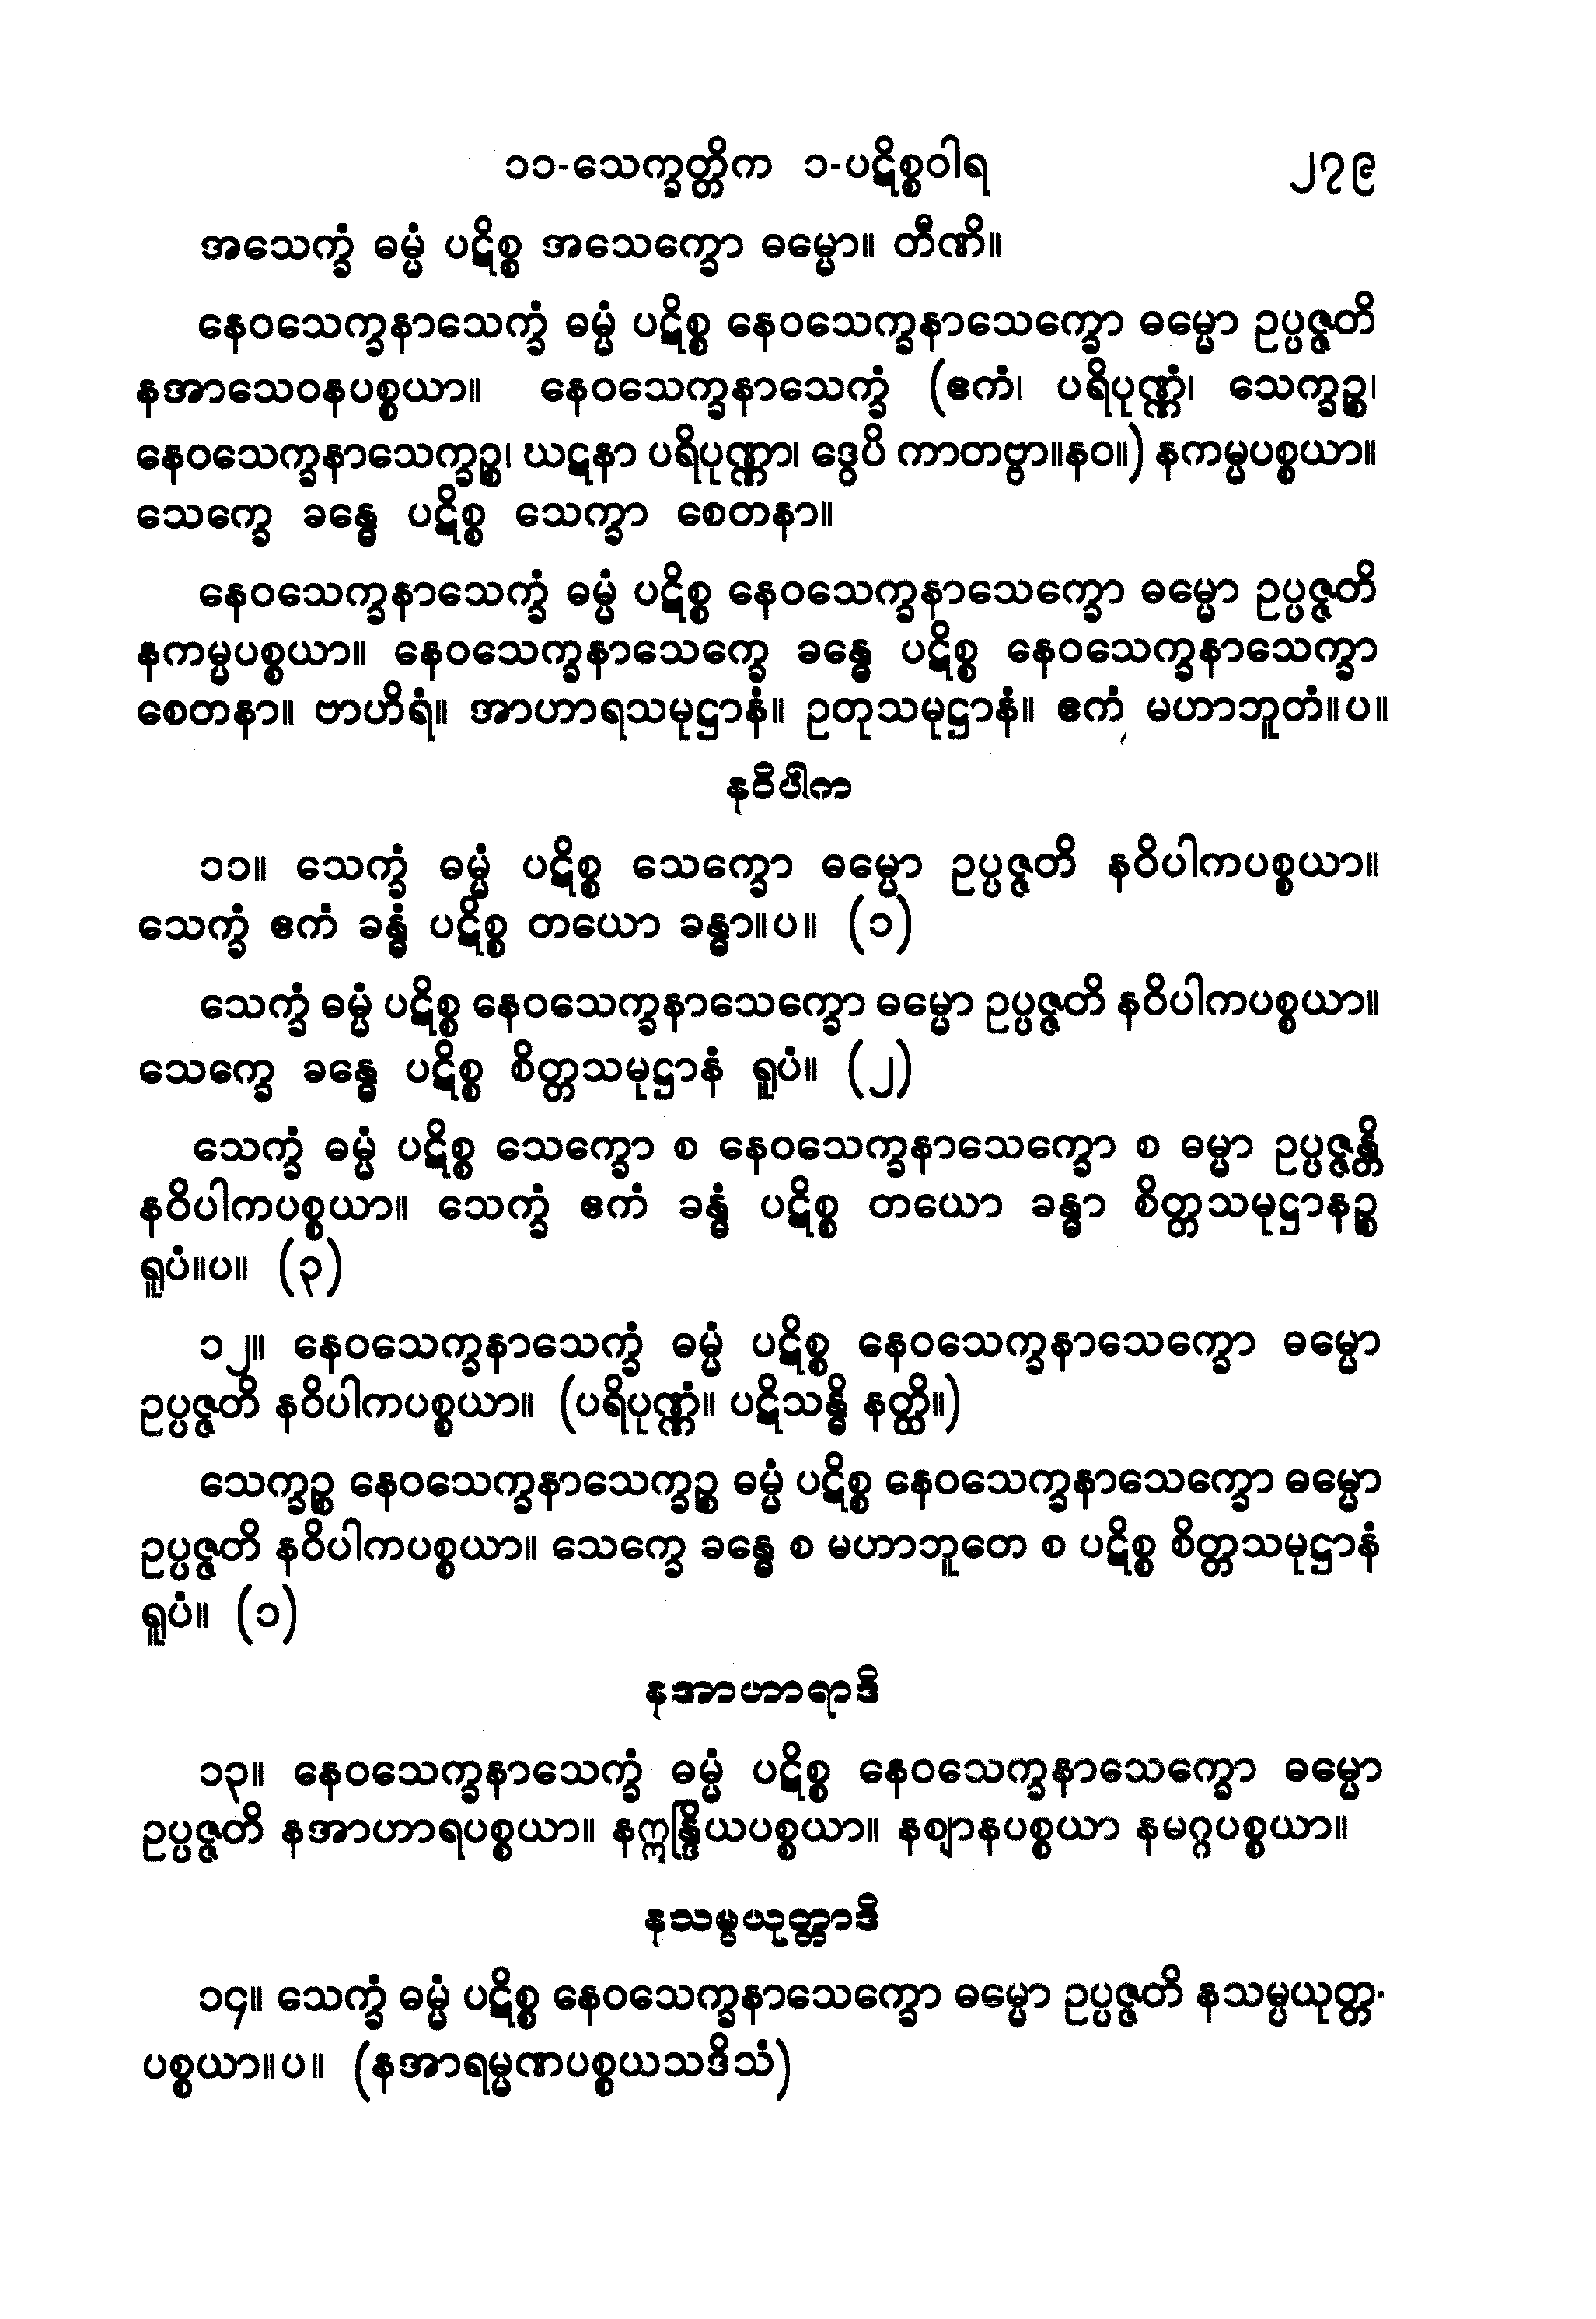 ၁၁-သေက္ခတ္တိက ၁-ပဋိစ္စဝါရ ၂၇၉
အသေက္ခံ ဓမ္မံ ပဋိစ္စ အသေက္ခော ဓမ္မော။ တီဏိ။
နေဝသေက္ခနာသေက္ခံ ဓမ္မံ ပဋိစ္စ နေဝသေက္ခနာသေက္ခော ဓမ္မော ဥပ္ပဇ္ဇတိ
နအာသေဝနပစ္စယာ။ နေဝသေက္ခနာသေက္ခံ (ဧကံ၊ ပရိပုဏ္ဏံ၊ သေက္ခဉ္စ၊
နေဝသေက္ခနာသေက္ခဉ္စ၊ ဃဋနာ ပရိပုဏ္ဏာ၊ ဒွေပိ ကာတဗ္ဗာ။နဝ။) နကမ္မပစ္စယာ။
သေက္ခေ ခန္ဓေ ပဋိစ္စ သေက္ခာ စေတနာ။
နေဝသေက္ခနာသေက္ခံ ဓမ္မံ ပဋိစ္စ နေဝသေက္ခနာသေက္ခော ဓမ္မော ဥပ္ပဇ္ဇတိ
နကမ္မပစ္စယာ။ နေဝသေက္ခနာသေက္ခေ ခန္ဓေ ပဋိစ္စ နေဝသေက္ခနာသေက္ခာ
စေတနာ။ ဗာဟိရံ။ အာဟာရသမုဋ္ဌာနံ။ ဥတုသမုဋ္ဌာနံ။ ဧကံ မဟာဘူတံ။ပ။
နဝိပါက
၁၁။ သေက္ခံ ဓမ္မံ ပဋိစ္စ သေက္ခော ဓမ္မော ဥပ္ပဇ္ဇတိ နဝိပါကပစ္စယာ။
သေက္ခံ ဧကံ ခန္ဓံ ပဋိစ္စ တယော ခန္ဓာ။ပ။ (၁)
သေက္ခံ ဓမ္မံ ပဋိစ္စ နေဝသေက္ခနာသေက္ခော ဓမ္မော ဥပ္ပဇ္ဇတိ နဝိပါကပစ္စယာ။
သေက္ခေ ခန္ဓေ ပဋိစ္စ စိတ္တသမုဋ္ဌာနံ ရူပံ။ (၂)
သေက္ခံ ဓမ္မံ ပဋိစ္စ သေက္ခော စ နေဝသေက္ခနာသေက္ခော စ ဓမ္မာ ဥပ္ပဇ္ဇန္တိ
နဝိပါကပစ္စယာ။ သေက္ခံ ဧကံ ခန္ဓံ ပဋိစ္စ တယော ခန္ဓာ စိတ္တသမုဋ္ဌာနဉ္စ
ရူပံ။ပ။ (၃)
၁၂။ နေဝသေက္ခနာသေက္ခံ ဓမ္မံ ပဋိစ္စ နေဝသေက္ခနာသေက္ခော ဓမ္မော
ဥပ္ပဇ္ဇတိ နဝိပါကပစ္စယာ။ (ပရိပုဏ္ဏံ။ ပဋိသန္ဓိ နတ္ထိ။)
သေက္ခဉ္စ နေဝသေက္ခနာသေက္ခဉ္စ ဓမ္မံ ပဋိစ္စ နေဝသေက္ခနာသေက္ခော ဓမ္မော
ဥပ္ပဇ္ဇတိ နဝိပါကပစ္စယာ။ သေက္ခေ ခန္ဓေ စ မဟာဘူတေ စ ပဋိစ္စ စိတ္တသမုဋ္ဌာနံ
ရူပံ။ (၁)
နအာဟာရာဒိ
၁၃။ နေဝသေက္ခနာသေက္ခံ ဓမ္မံ ပဋိစ္စ နေဝသေက္ခနာသေက္ခော ဓမ္မော
ဥပ္ပဇ္ဇတိ နအာဟာရပစ္စယာ။ နဣန္ဒြိယပစ္စယာ။ နဈာနပစ္စယာ နမဂ္ဂပစ္စယာ။
နသမ္ပယုတ္တာဒိ
၁၄။ သေက္ခံ ဓမ္မံ ပဋိစ္စ နေဝသေက္ခနာသေက္ခော ဓမ္မော ဥပ္ပဇ္ဇတိ နသမ္ပယုတ္တ-
ပစ္စယာ။ပ။ (နအာရမ္မဏပစ္စယသဒိသံ)